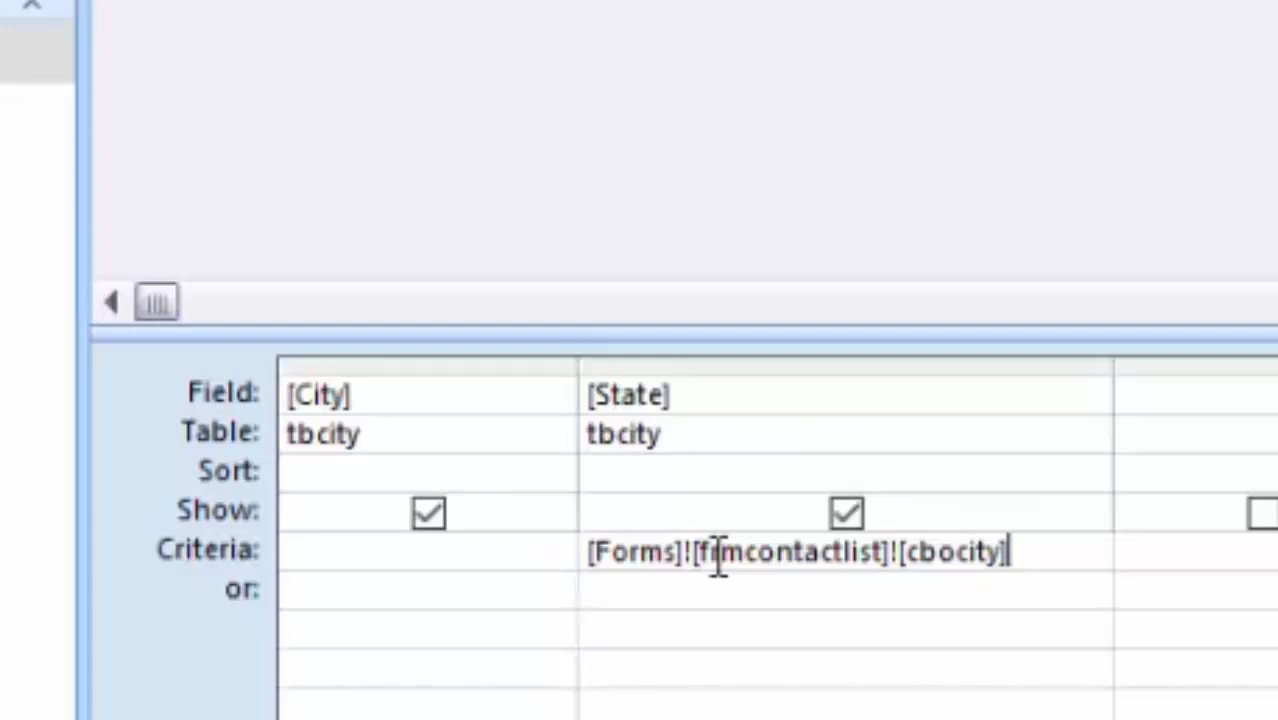 Field: [City] [State]
Table: tbcity tbcity
Sort:
Show:
Criteria: [Forms]![frmcontactlist]![cbocity]
or: